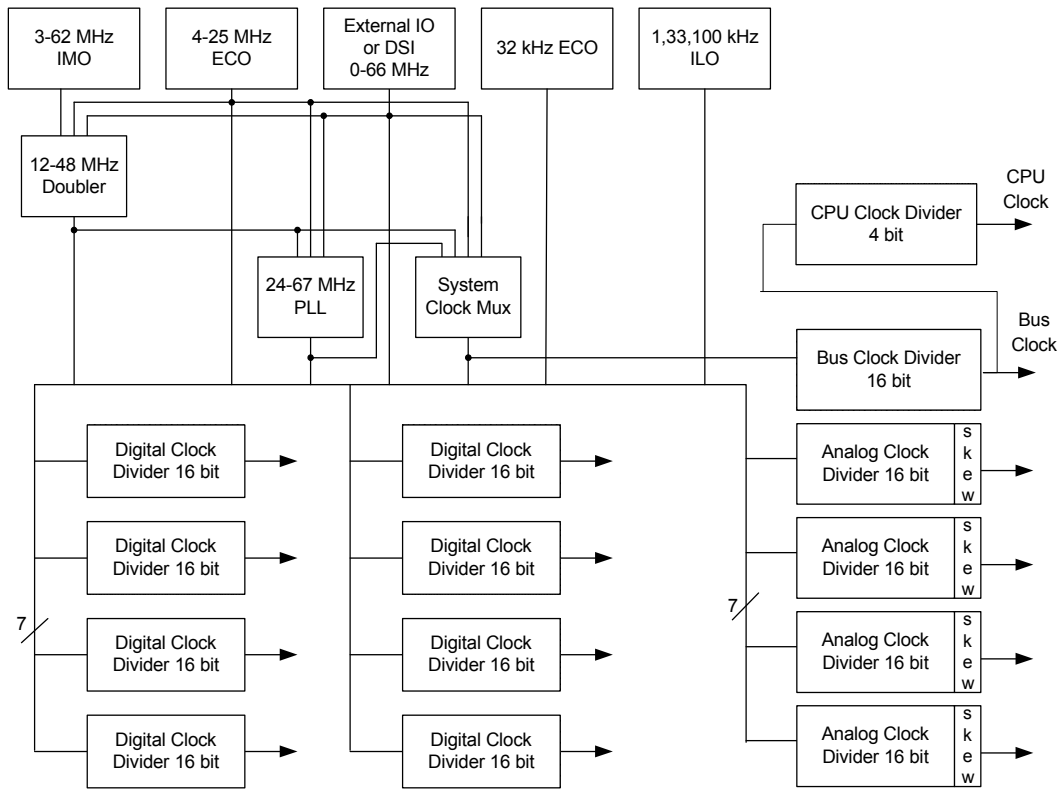 3-62 MHz
IMO
4-25 MHz
ECO
External IO
or DSI
0-66 MHz
32 kHz ECO
1,33,100 kHz
ILO
12-48 MHz
Doubler
24-67 MHz
PLL
System
Clock Mux
CPU Clock Divider
4 bit
CPU
Clock
Bus Clock Divider
16 bit
Bus
Clock
Digital Clock
Divider 16 bit
Digital Clock
Divider 16 bit
Analog Clock
Divider 16 bit
s
k
e
w
Digital Clock
Divider 16 bit
Digital Clock
Divider 16 bit
Analog Clock
Divider 16 bit
s
k
e
w
7
7
Digital Clock
Divider 16 bit
Digital Clock
Divider 16 bit
Analog Clock
Divider 16 bit
s
k
e
w
Digital Clock
Divider 16 bit
Digital Clock
Divider 16 bit
Analog Clock
Divider 16 bit
s
k
e
w